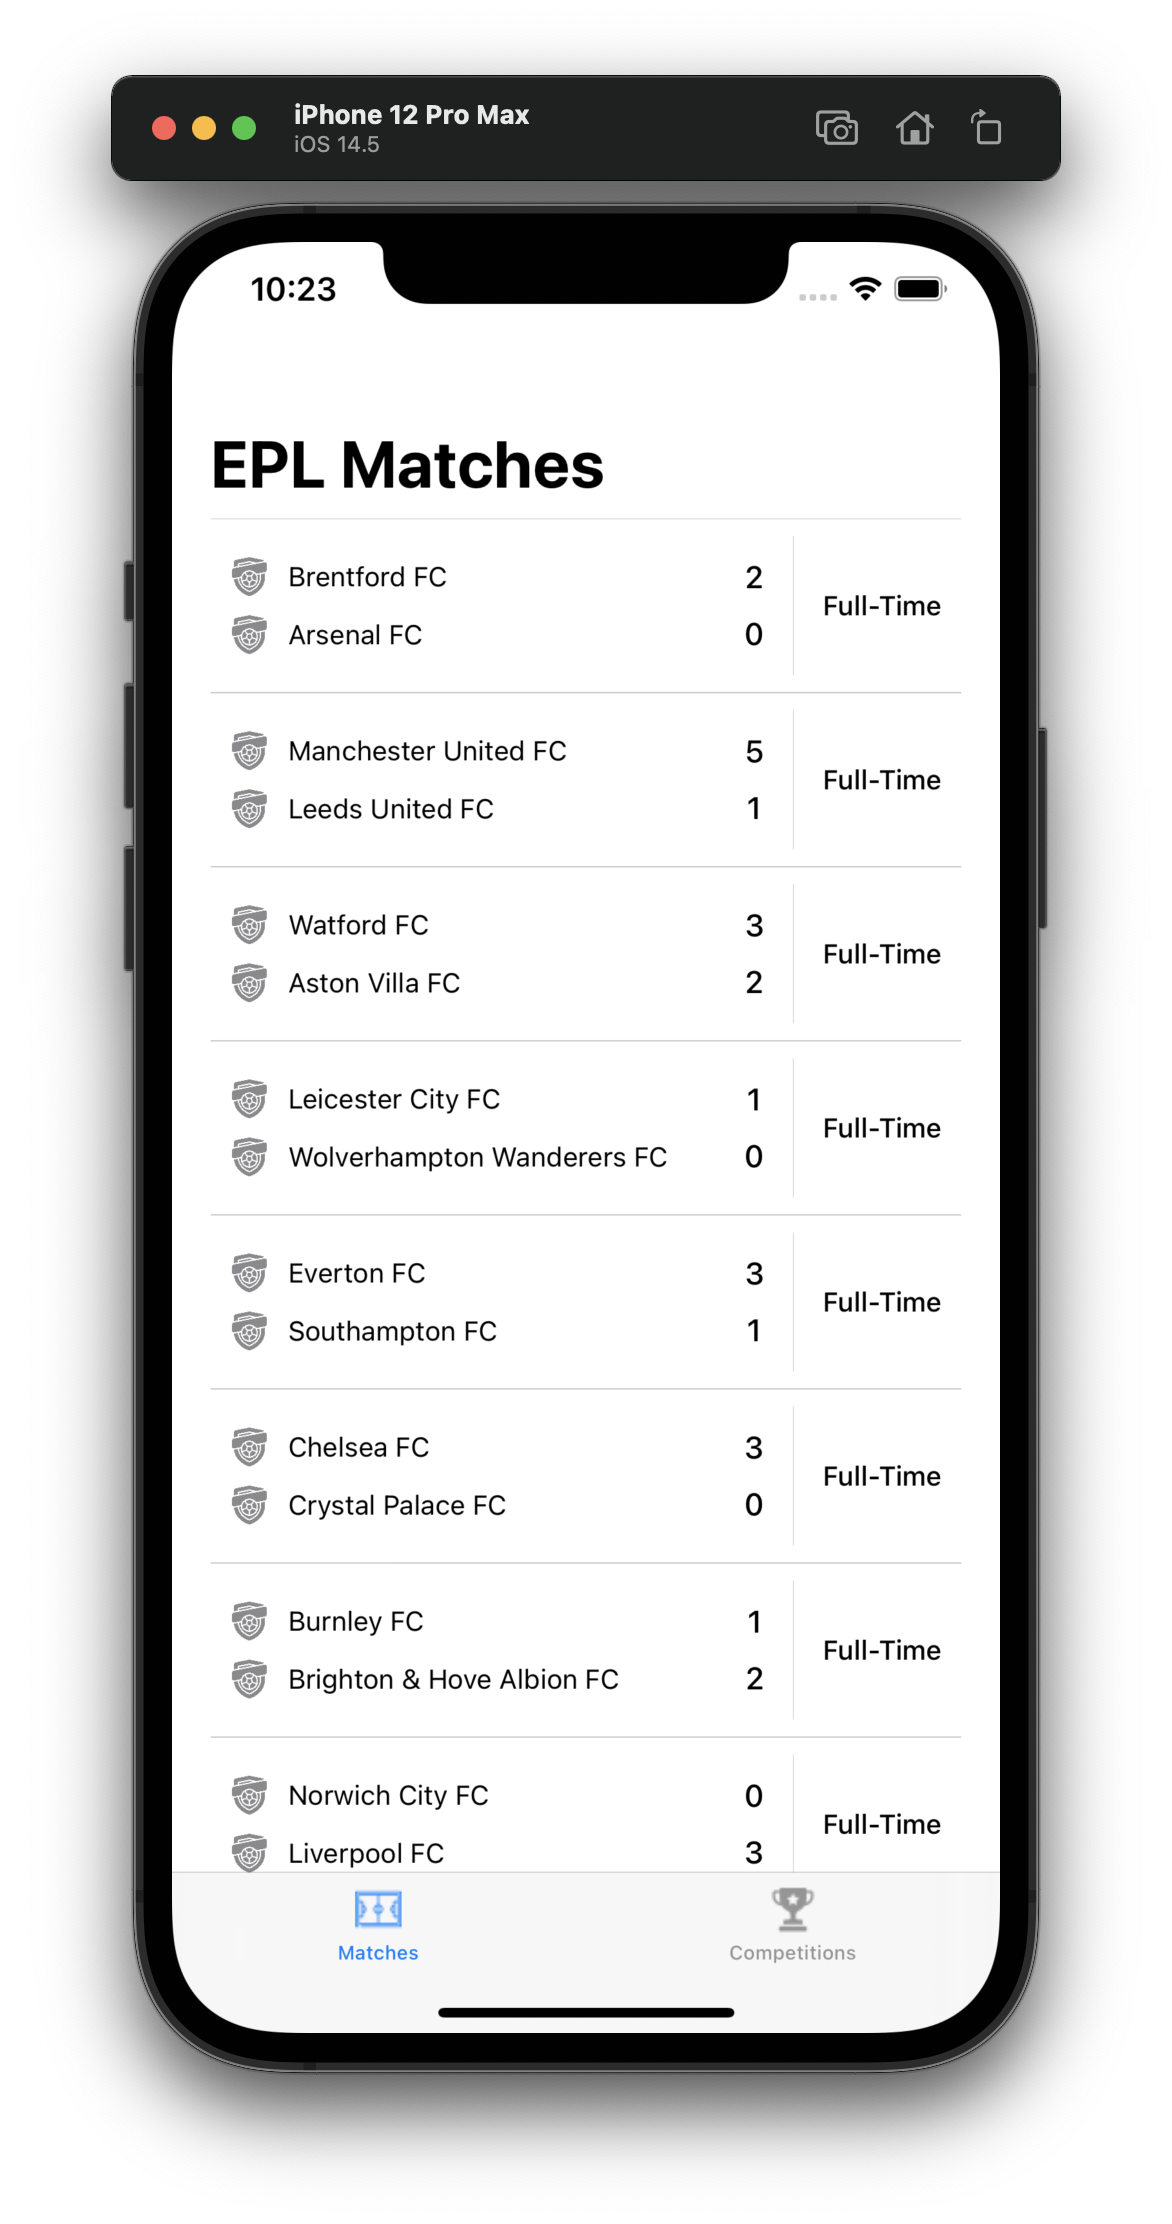 iPhone 12 Pro Max
iOS 14.5
10:23
EPL Matches
Brentford FC 2
Full-Time
Arsenal FC 0
Manchester United FC 5
Full-Time
Leeds United FC 1
Watford FC 3
Full-Time
Aston Villa FC 2
Leicester City FC 1
Full-Time
Wolverhampton Wanderers FC 0
Everton FC 3
Full-Time
Southampton FC 1
Chelsea FC 3
Full-Time
Crystal Palace FC 0
Burnley FC 1
Full-Time
Brighton & Hove Albion FC 2
Norwich City FC 0
Full-Time
Liverpool FC 3
Matches Competitions